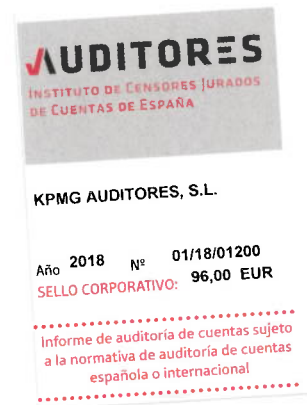 AUDITORES
INSTITUTO DE CENSORES JURADOS
DE CUENTAS DE ESPAÑA
KPMG AUDITORES, S.L.
Año 2018 Nº 01/18/01200
SELLO CORPORATIVO: 96,00 EUR
Informe de auditoría de cuentas sujeto
a la normativa de auditoría de cuentas
española o internacional